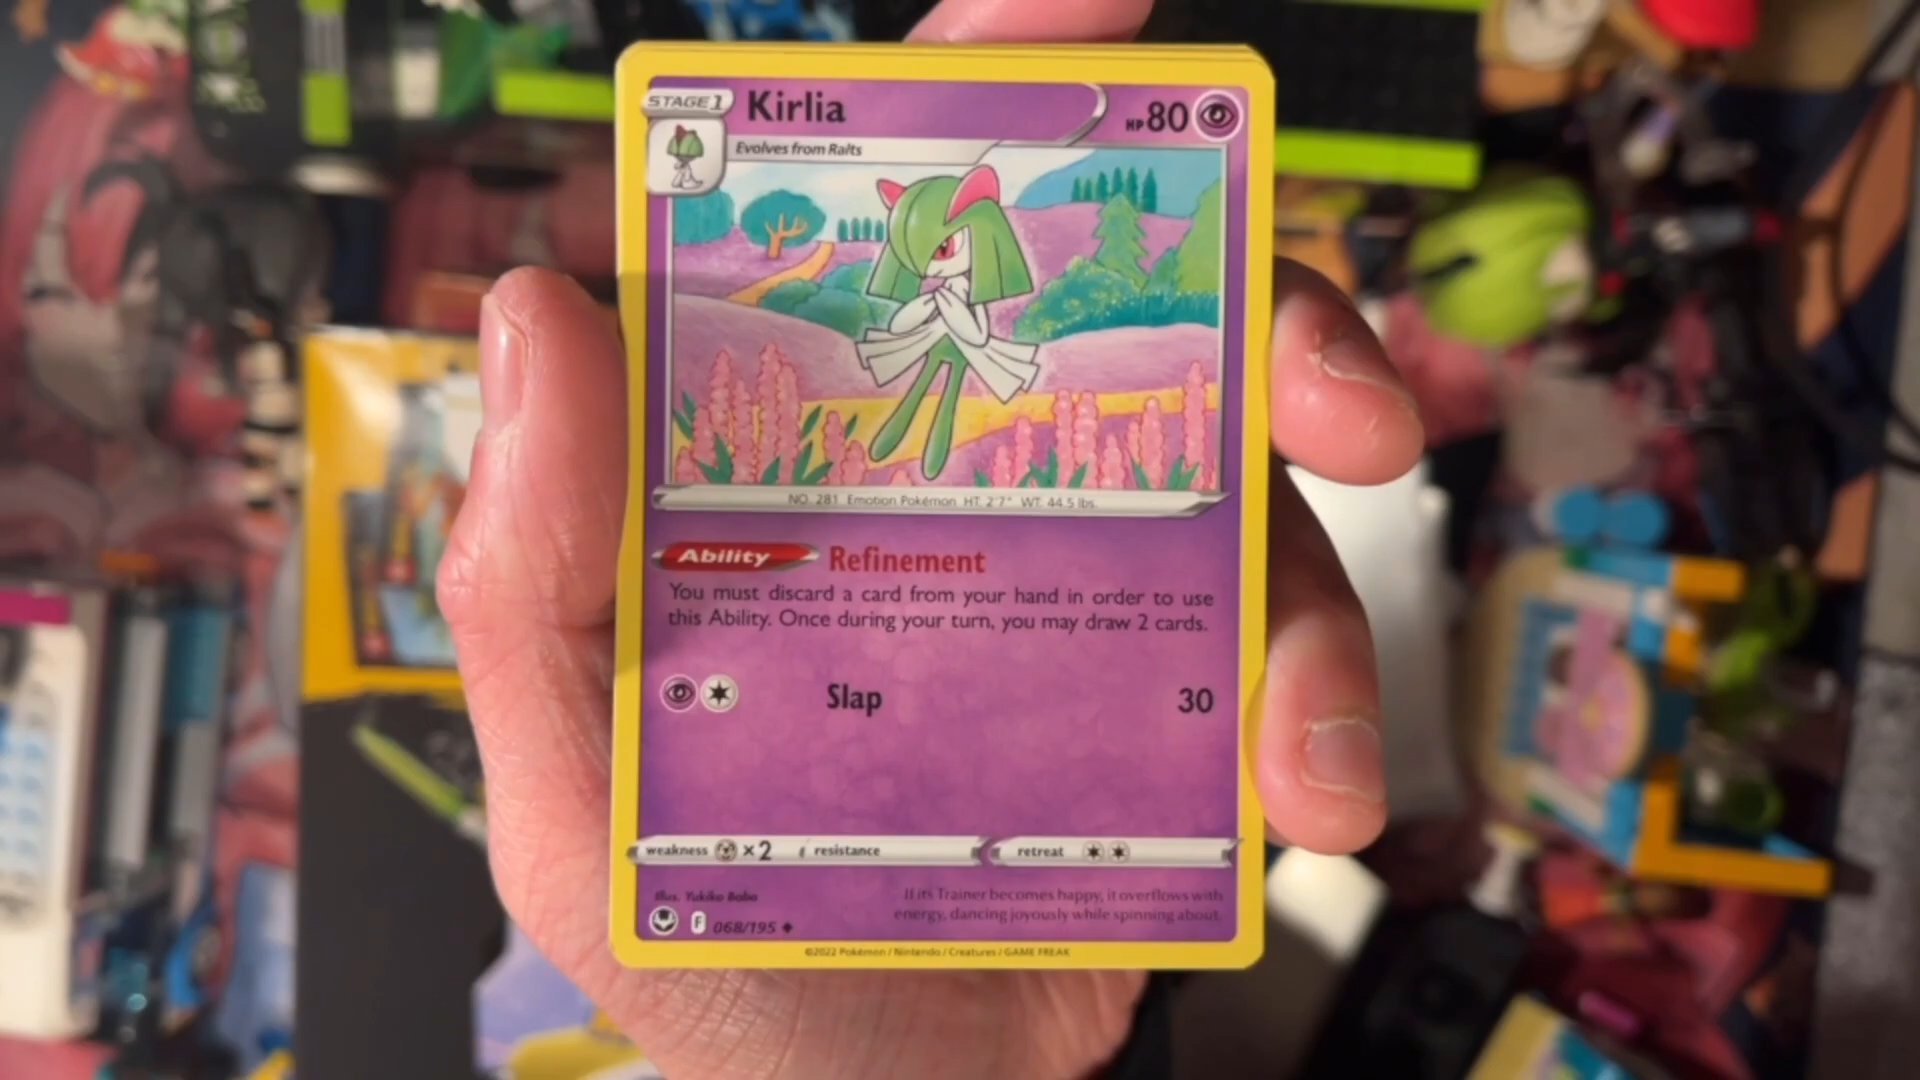 STAGE 1
Kirlia
HP 80
Evolves from Ralts
NO. 281 Emotion Pokémon HT: 2'7" WT: 44.5 lbs.
Ability Refinement
You must discard a card from your hand in order to use
this Ability. Once during your turn, you may draw 2 cards.
Slap 30
weakness ×2 resistance retreat
Illus. Yukiko Baba
If its Trainer becomes happy, it overflows with
energy, dancing joyously while spinning about.
F 068/195
©2022 Pokémon / Nintendo / Creatures / GAME FREAK